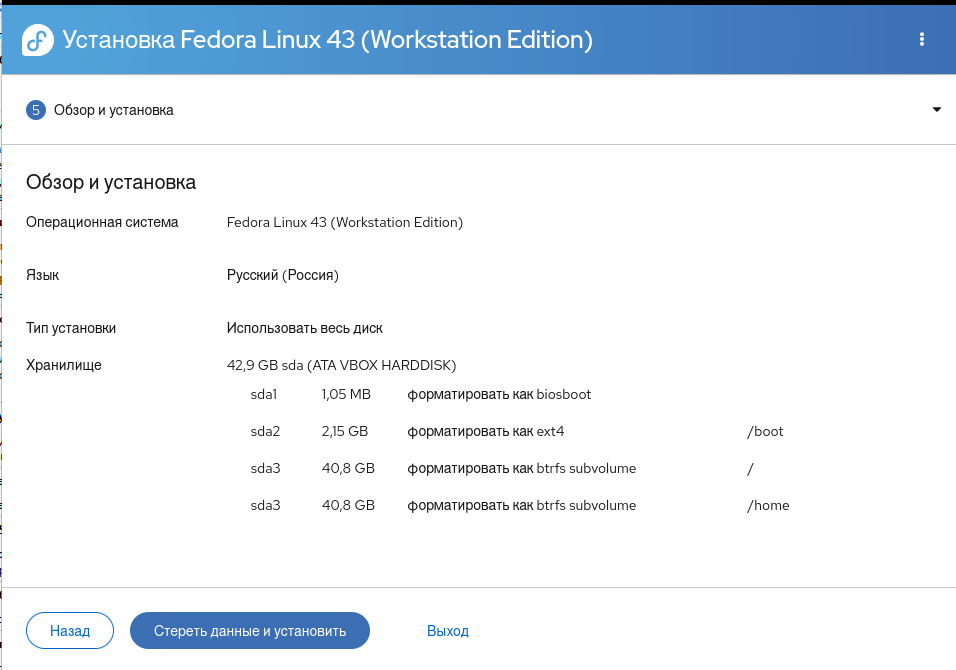 Установка Fedora Linux 43 (Workstation Edition)
5 Обзор и установка
Обзор и установка
Операционная система Fedora Linux 43 (Workstation Edition)
Язык Русский (Россия)
Тип установки Использовать весь диск
Хранилище 42,9 GB sda (ATA VBOX HARDDISK)
sda1 1,05 MB форматировать как biosboot
sda2 2,15 GB форматировать как ext4 /boot
sda3 40,8 GB форматировать как btrfs subvolume /
sda3 40,8 GB форматировать как btrfs subvolume /home
Назад Стереть данные и установить Выход